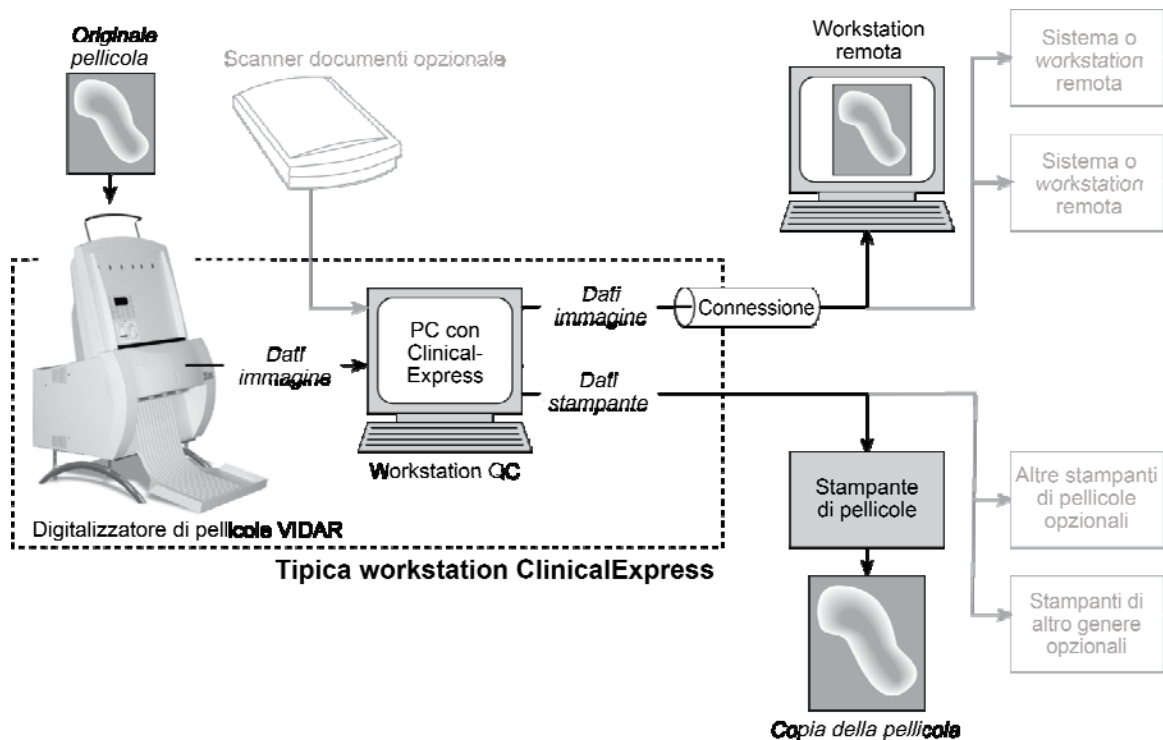 Originale
pellicola
Scanner documenti opzionale
Workstation
remota
Sistema o
workstation
remota
Sistema o
workstation
remota
Dati
immagine
PC con
Clinical-
Express
Dati
immagine
Connessione
Dati
stampante
Workstation QC
Digitalizzatore di pellicole VIDAR
Tipica workstation ClinicalExpress
Stampante
di pellicole
Altre stampanti
di pellicole
opzionali
Stampanti di
altro genere
opzionali
Copia della pellicola